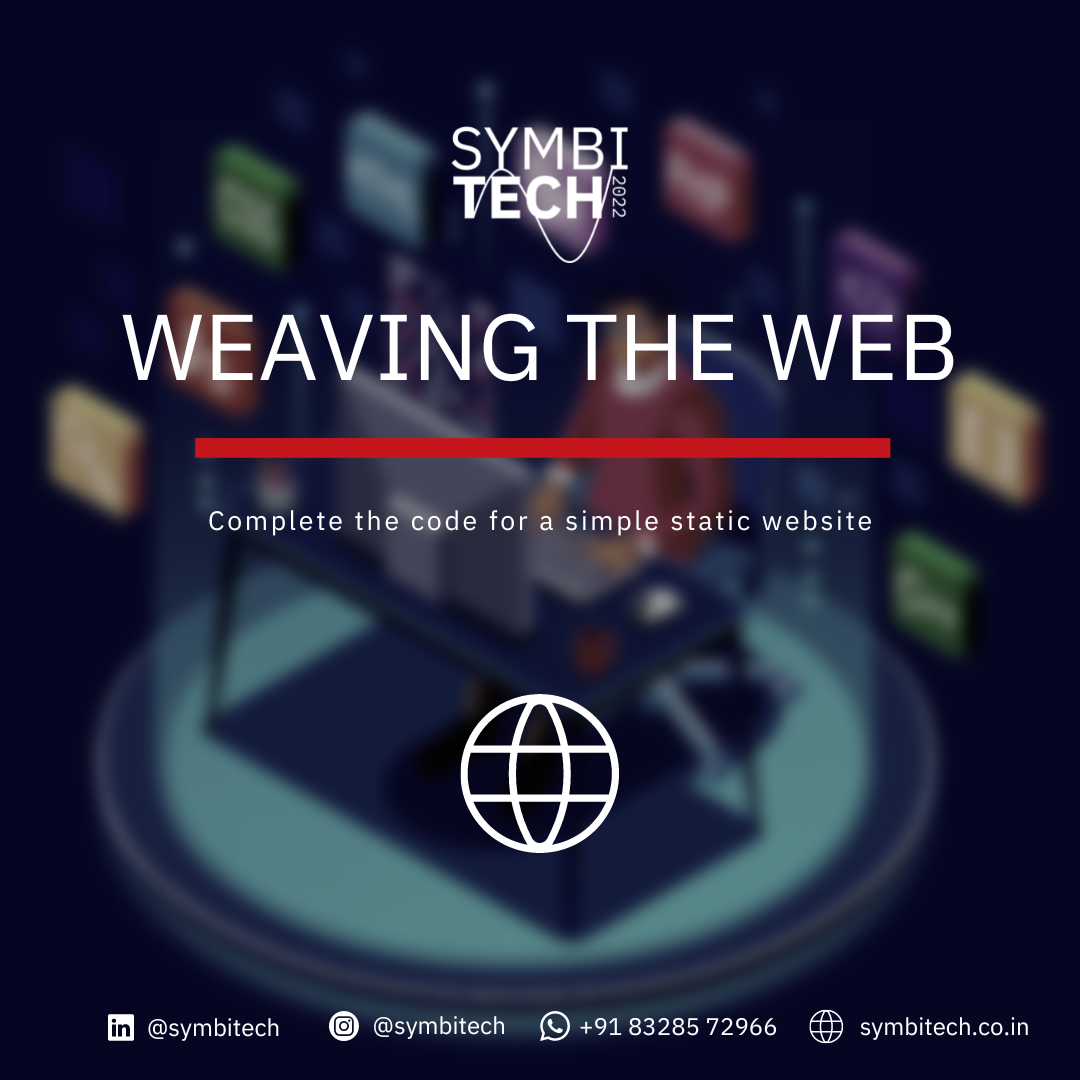 SYMBI
TECH 2022
WEAVING THE WEB
Complete the code for a simple static website
@symbitech @symbitech +91 83285 72966 symbitech.co.in